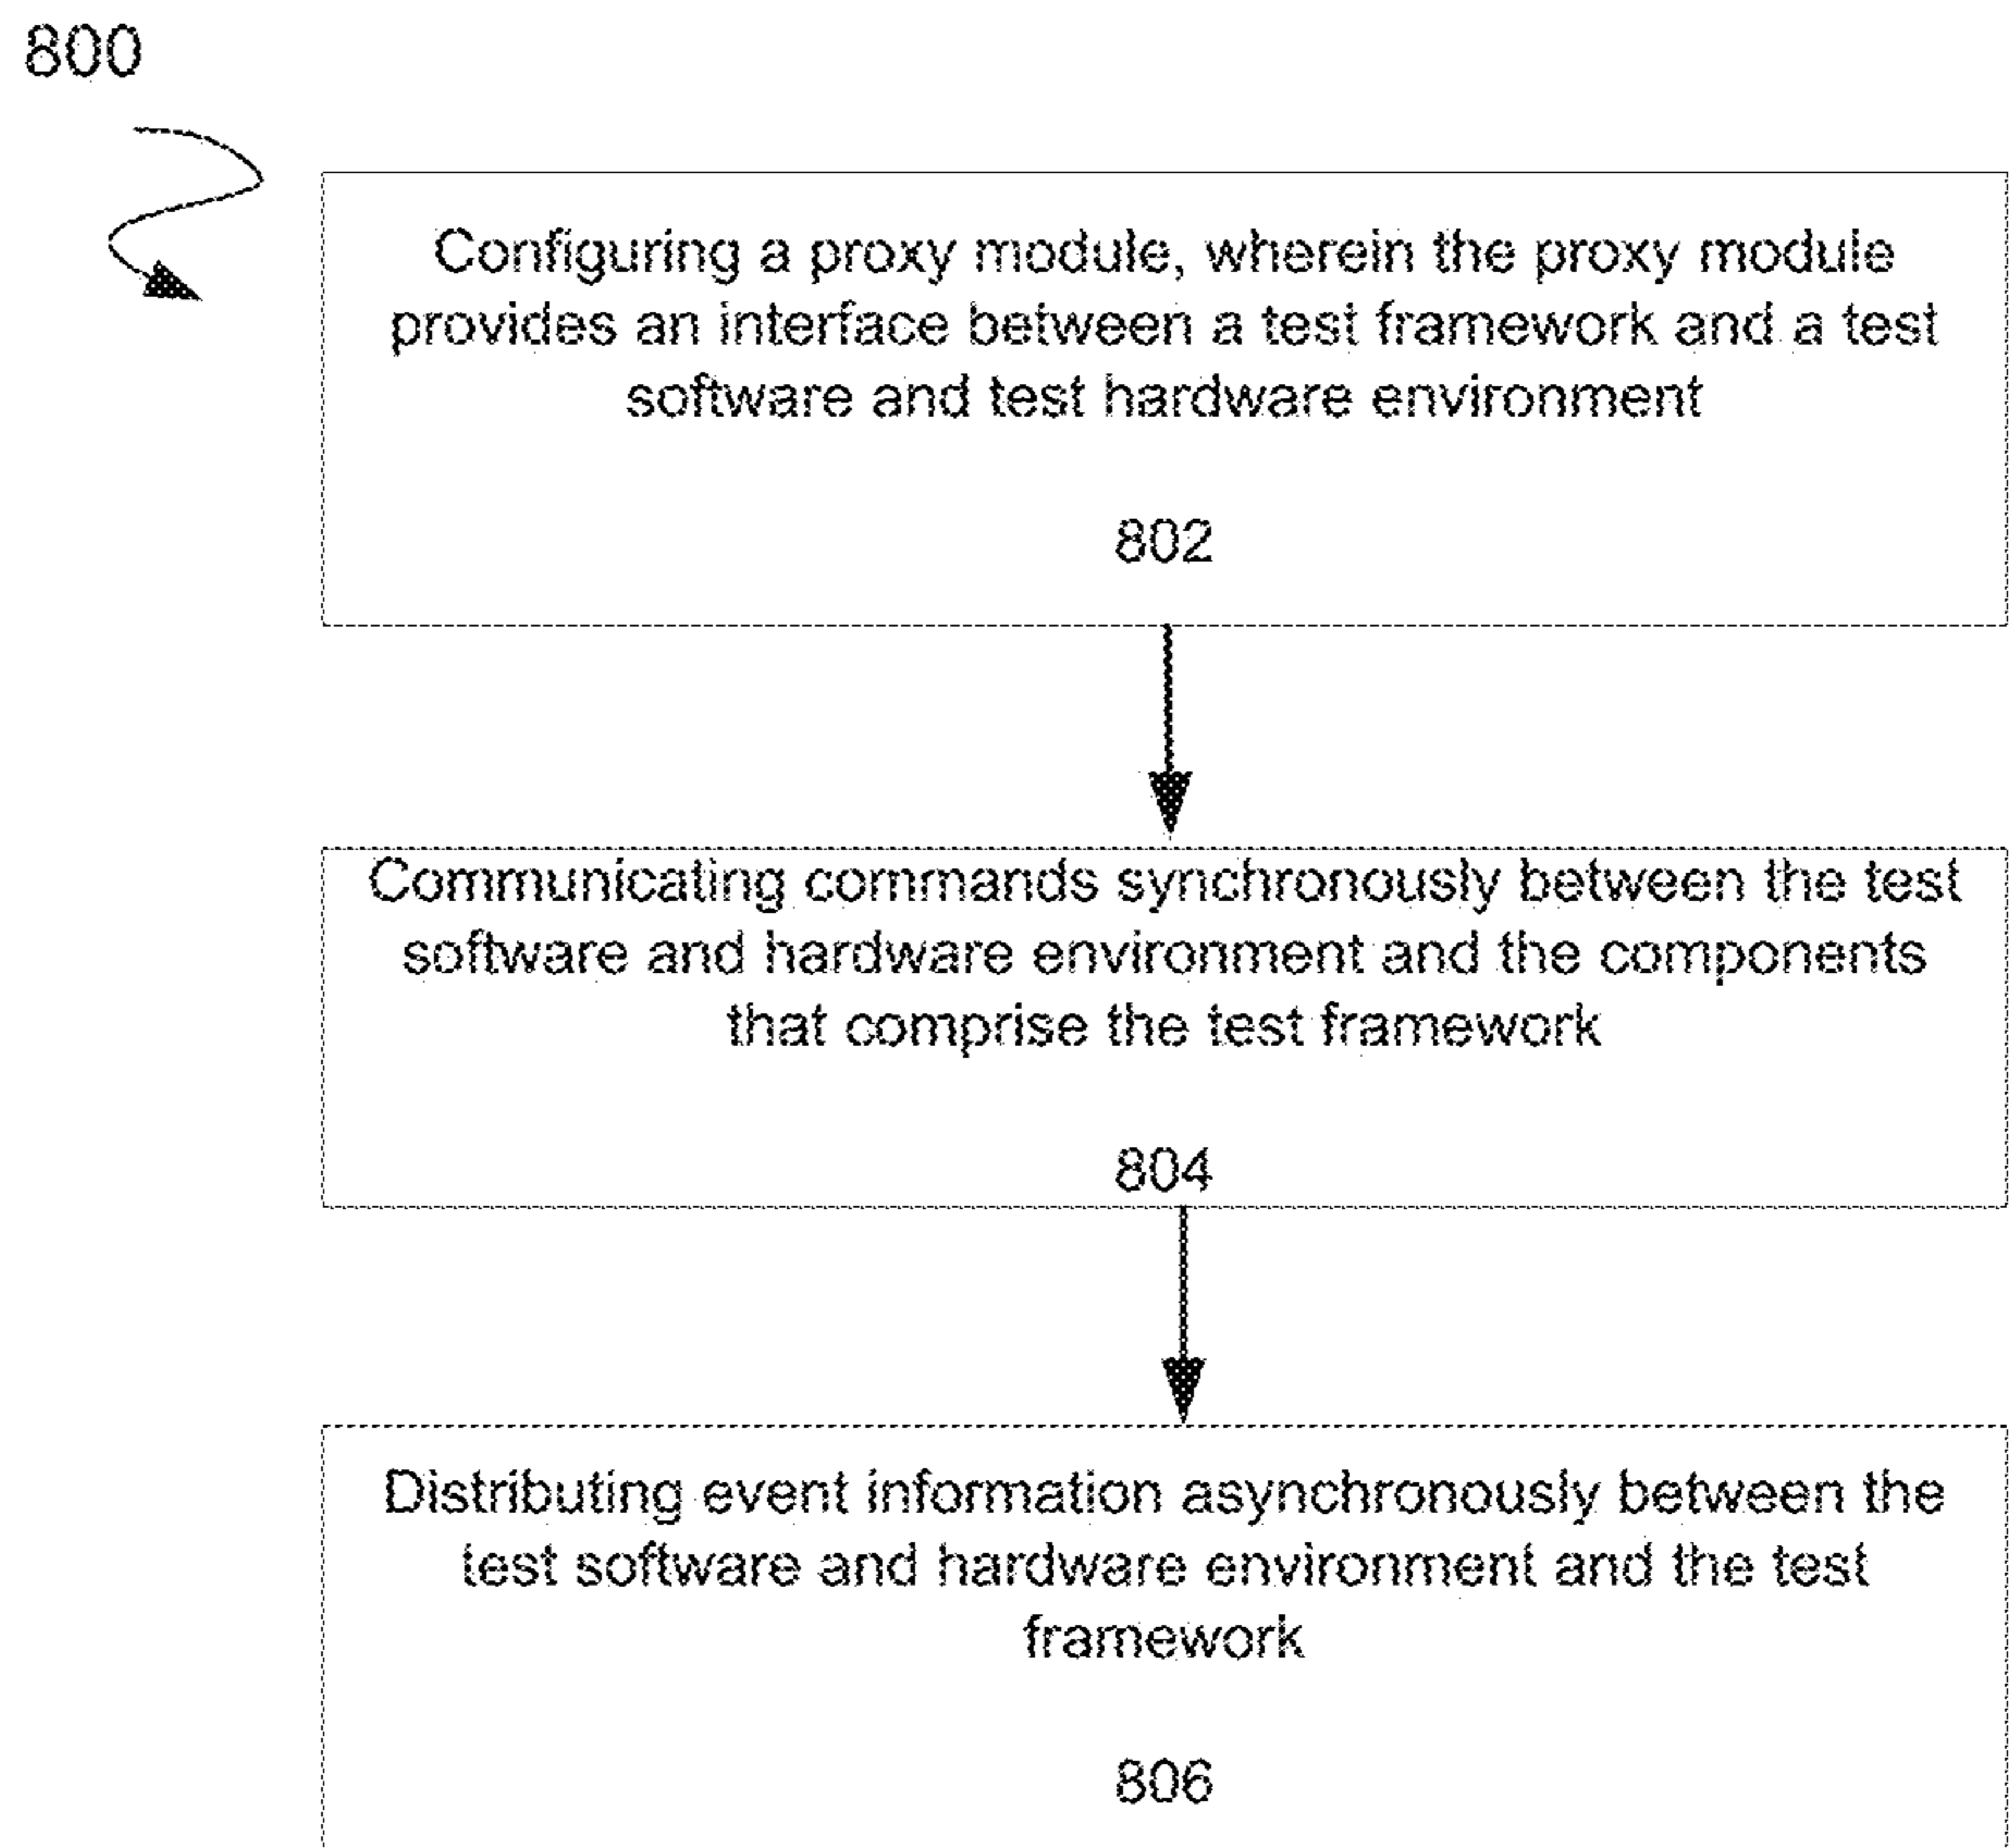 800
Configuring a proxy module, wherein the proxy module
provides an interface between a test framework and a test
software and test hardware environment
802
Communicating commands synchronously between the test
software and hardware environment and the components
that comprise the test framework
804
Distributing event information asynchronously between the
test software and hardware environment and the test
framework
806